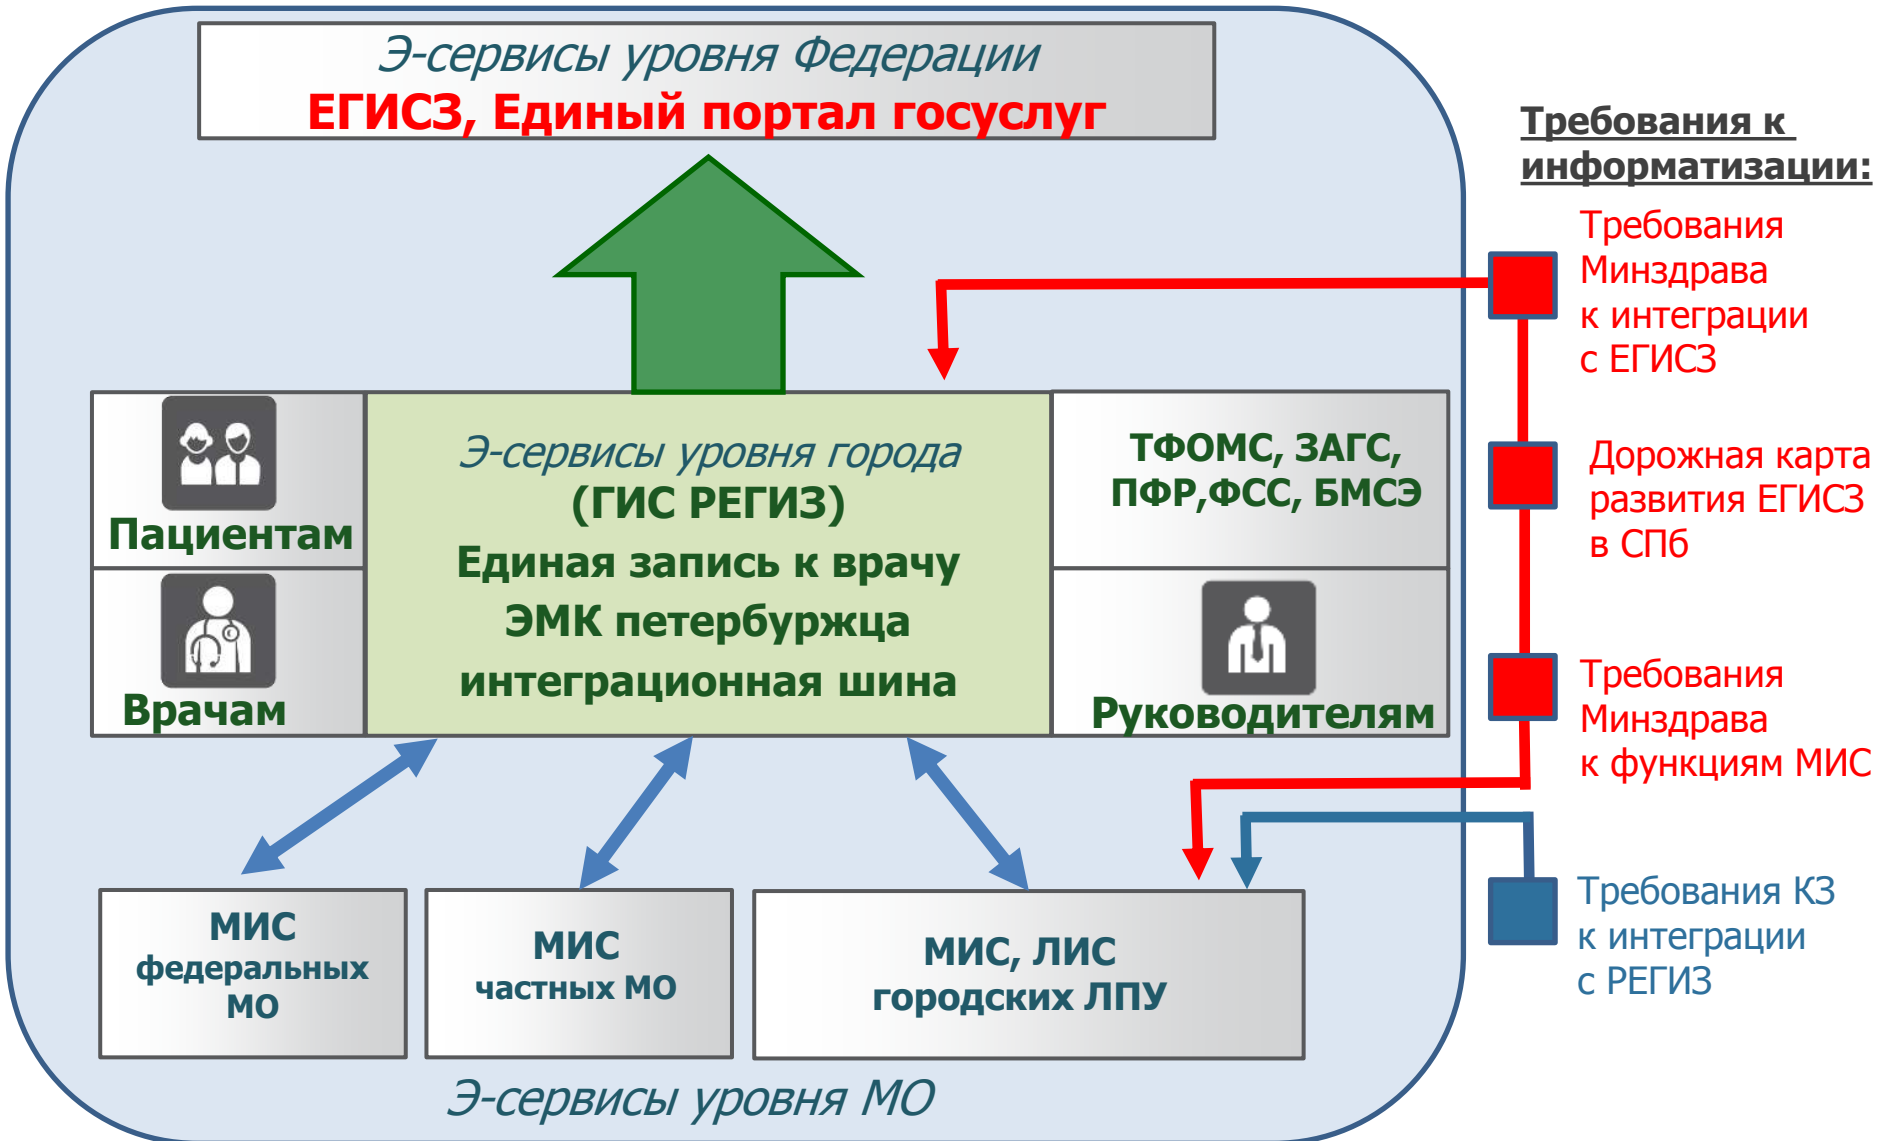 Э-сервисы уровня Федерации
ЕГИСЗ, Единый портал госуслуг
Требования к
информатизации:
Требования
Минздрава
к интеграции
с ЕГИСЗ
Дорожная карта
развития ЕГИСЗ
в СПб
Требования
Минздрава
к функциям МИС
Требования КЗ
к интеграции
с РЕГИЗ
Пациентам
Врачам
Э-сервисы уровня города
(ГИС РЕГИЗ)
Единая запись к врачу
ЭМК петербуржца
интеграционная шина
ТФОМС, ЗАГС,
ПФР,ФСС, БМСЭ
Руководителям
МИС
федеральных
МО
МИС
частных МО
МИС, ЛИС
городских ЛПУ
Э-сервисы уровня МО